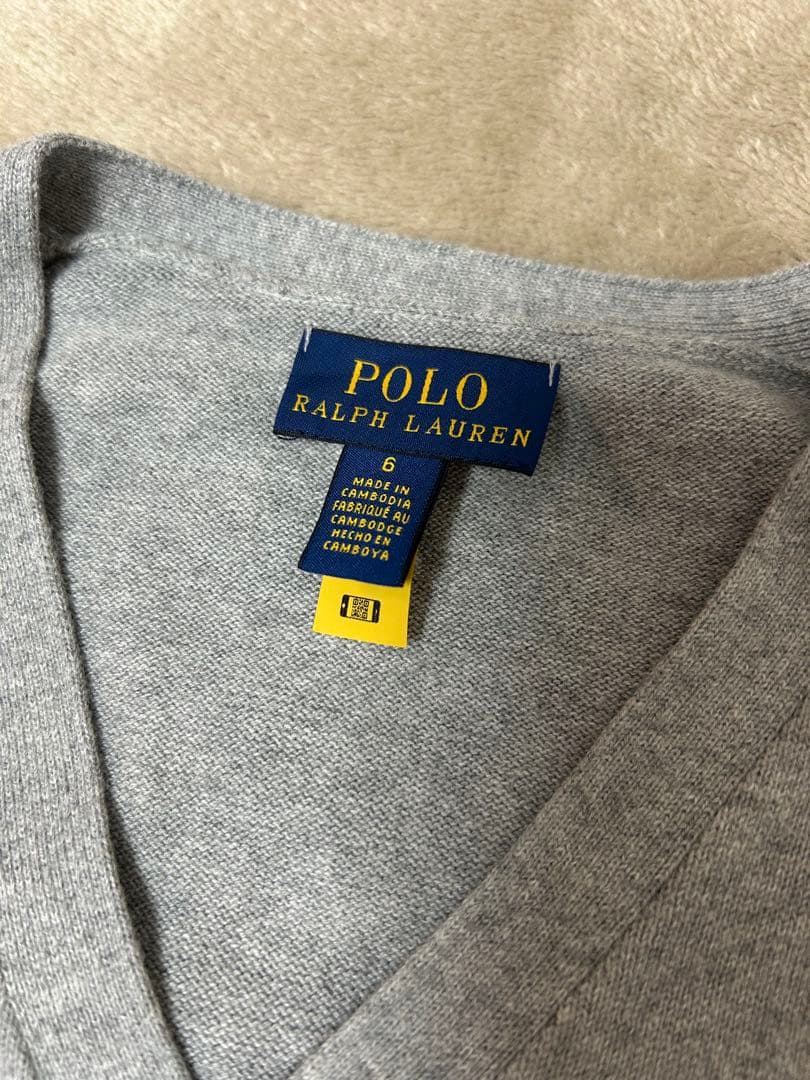 POLO
RALPH LAUREN
6
MADE IN
CAMBODIA
FABRIQUÉ AU
CAMBODGE
HECHO EN
CAMBOYA